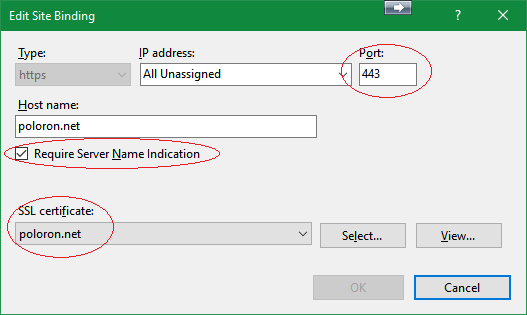 Edit Site Binding
?
Type:
IP address:
Port:
https
All Unassigned
443
Host name:
poloron.net
Require Server Name Indication
SSL certificate:
poloron.net
Select...
View...
OK
Cancel